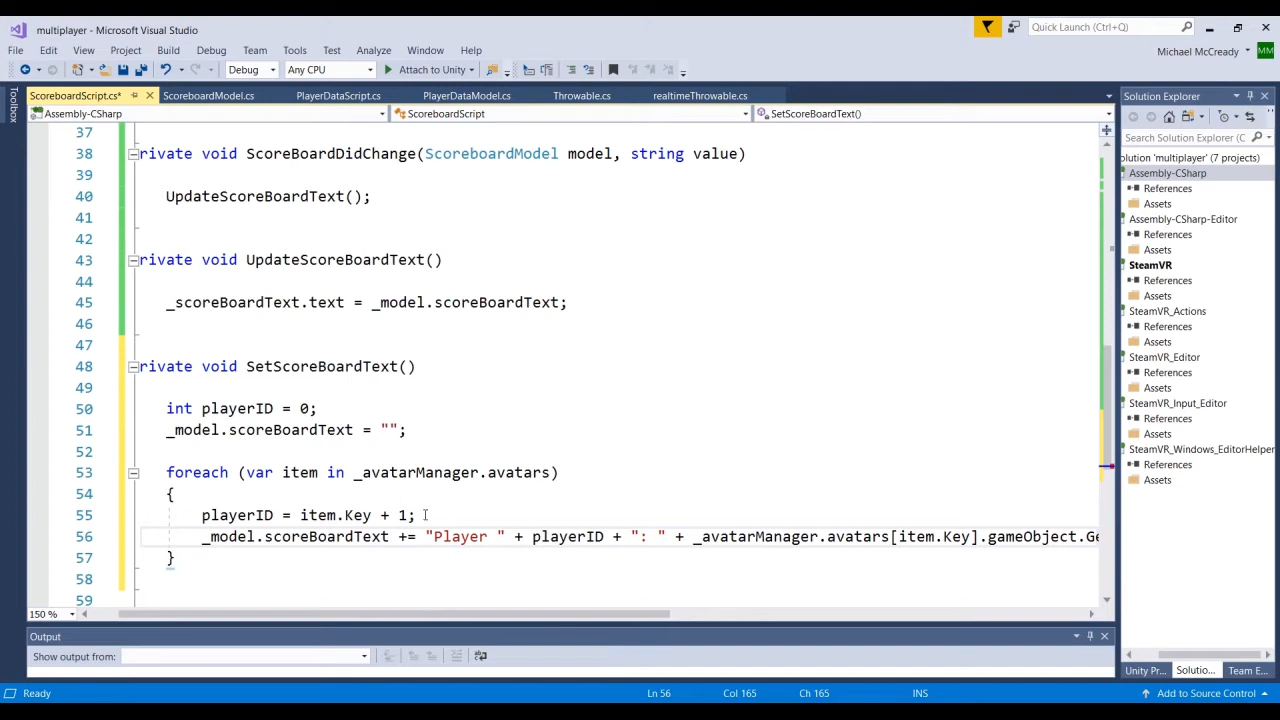 multiplayer - Microsoft Visual Studio
Quick Launch (Ctrl+Q)
File Edit View Project Build Debug Team Tools Test Analyze Window Help
Michael McCready MM
Debug Any CPU Attach to Unity
Toolbox
ScoreboardScript.cs* ScoreboardModel.cs PlayerDataScript.cs PlayerDataModel.cs Throwable.cs realtimeThrowable.cs
Assembly-CSharp ScoreboardScript SetScoreBoardText()
37
38 rivate void ScoreBoardDidChange(ScoreboardModel model, string value)
39
40 UpdateScoreBoardText();
41
42
43 rivate void UpdateScoreBoardText()
44
45 _scoreBoardText.text = _model.scoreBoardText;
46
47
48 rivate void SetScoreBoardText()
49
50 int playerID = 0;
51 _model.scoreBoardText = "";
52
53 foreach (var item in _avatarManager.avatars)
54 {
55 playerID = item.Key + 1;
56 _model.scoreBoardText += "Player " + playerID + ": " + _avatarManager.avatars[item.Key].gameObject.Ge
57 }
58
59
150 %
Solution Explorer
Search Solution Explorer (Ctrl+
olution 'multiplayer' (7 projects)
Assembly-CSharp
References
Assets
Assembly-CSharp-Editor
References
Assets
SteamVR
References
Assets
SteamVR_Actions
References
Assets
SteamVR_Editor
References
Assets
SteamVR_Input_Editor
References
Assets
SteamVR_Windows_EditorHelper
References
Assets
Unity Pr... Solutio... Team E...
Output
Show output from:
Ready Ln 56 Col 165 Ch 165 INS Add to Source Control